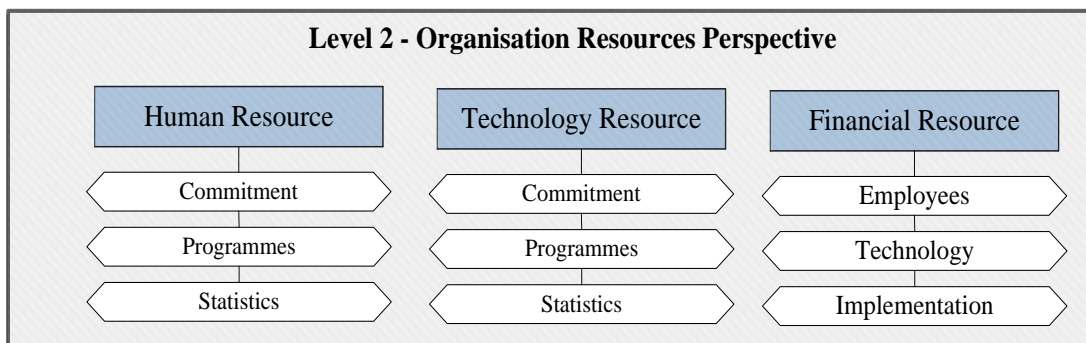 Level 2 - Organisation Resources Perspective
Human Resource
Commitment
Programmes
Statistics
Technology Resource
Commitment
Programmes
Statistics
Financial Resource
Employees
Technology
Implementation